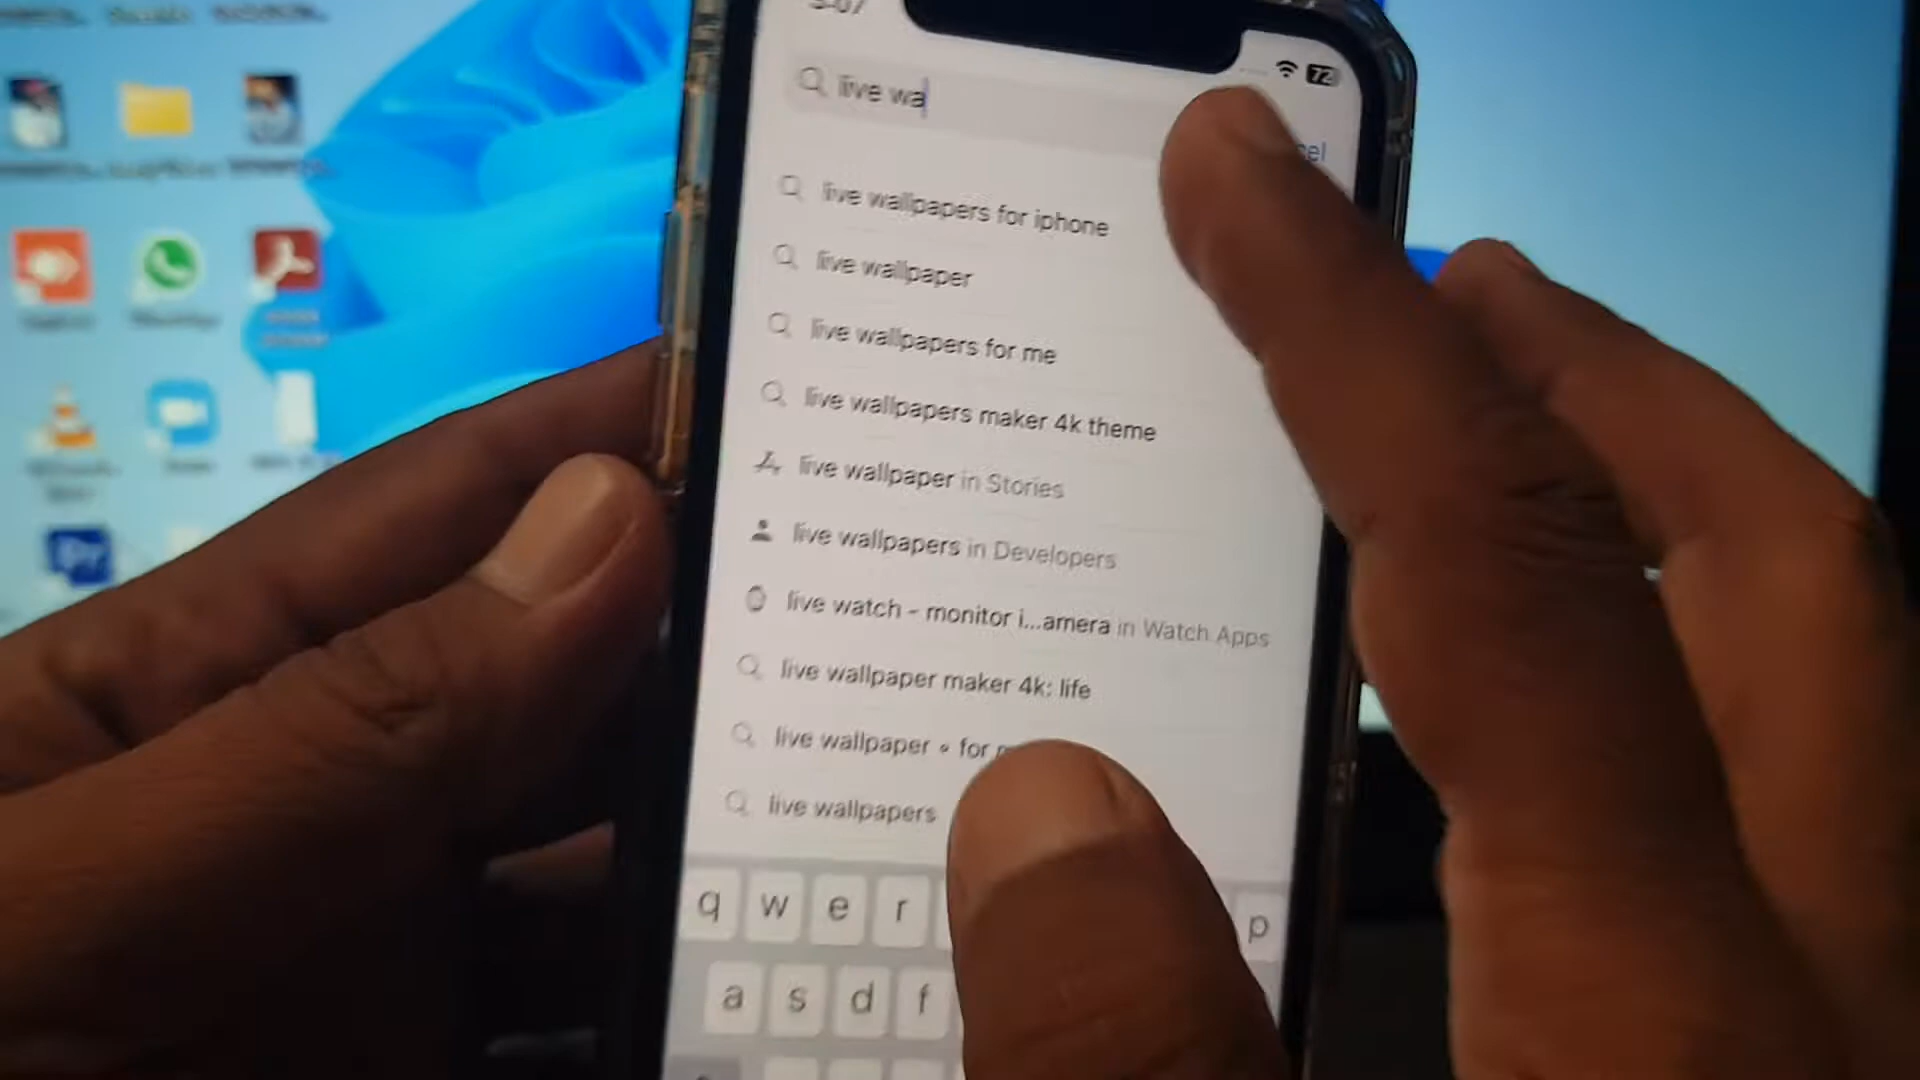 72
live wa
live wallpapers for iphone
live wallpaper
live wallpapers for me
live wallpapers maker 4k theme
live wallpaper in Stories
live wallpapers in Developers
live watch - monitor i...amera in Watch Apps
live wallpaper maker 4k: life
live wallpaper • for
live wallpapers
q w e r p
a s d f
Pr